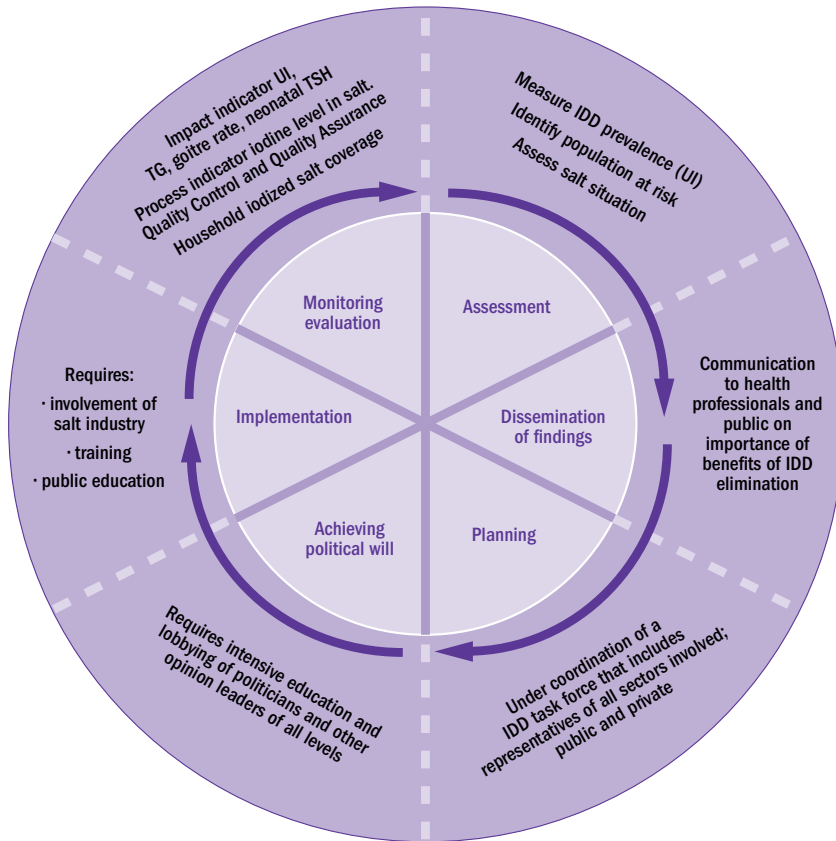 Impact indicator UI,
TG, goitre rate, neonatal TSH
Process indicator iodine level in salt.
Quality Control and Quality Assurance
Household iodized salt coverage
Measure IDD prevalence (UI)
Identify population at risk
Assess salt situation
Monitoring
evaluation
Assessment
Requires:
· involvement of
salt industry
· training
· public education
Implementation
Dissemination
of findings
Communication
to health
professionals and
public on
importance of
benefits of IDD
elimination
Achieving
political will
Planning
Requires intensive education and
lobbying of politicians and other
opinion leaders of all levels
Under coordination of a
IDD task force that includes
representatives of all sectors involved;
public and private